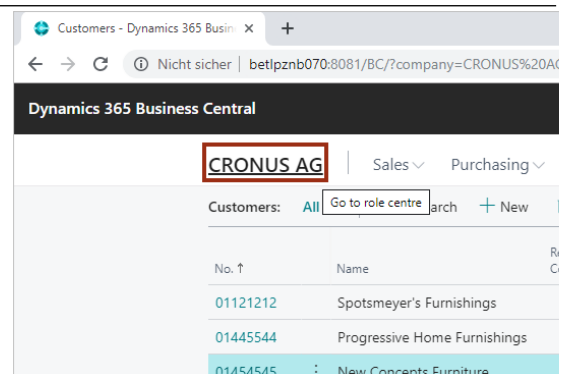 Customers - Dynamics 365 Busin
Nicht sicher | betlpznb070:8081/BC/?company=CRONUS%20A
Dynamics 365 Business Central
CRONUS AG Sales Purchasing
Customers: All Go to role centre arch + New
No. ↑ Name
01121212 Spotsmeyer's Furnishings
01445544 Progressive Home Furnishings
01454545 New Concepts Furniture